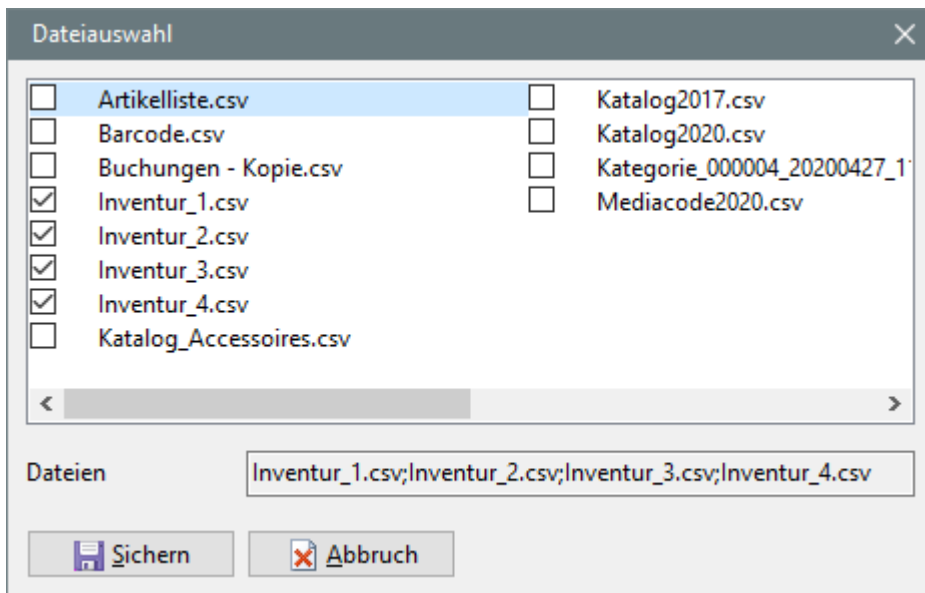 Dateiauswahl
Artikelliste.csv
Barcode.csv
Buchungen - Kopie.csv
Inventur_1.csv
Inventur_2.csv
Inventur_3.csv
Inventur_4.csv
Katalog_Accessoires.csv
Katalog2017.csv
Katalog2020.csv
Kategorie_000004_20200427_1
Mediacode2020.csv
Dateien
Inventur_1.csv;Inventur_2.csv;Inventur_3.csv;Inventur_4.csv
Sichern
Abbruch